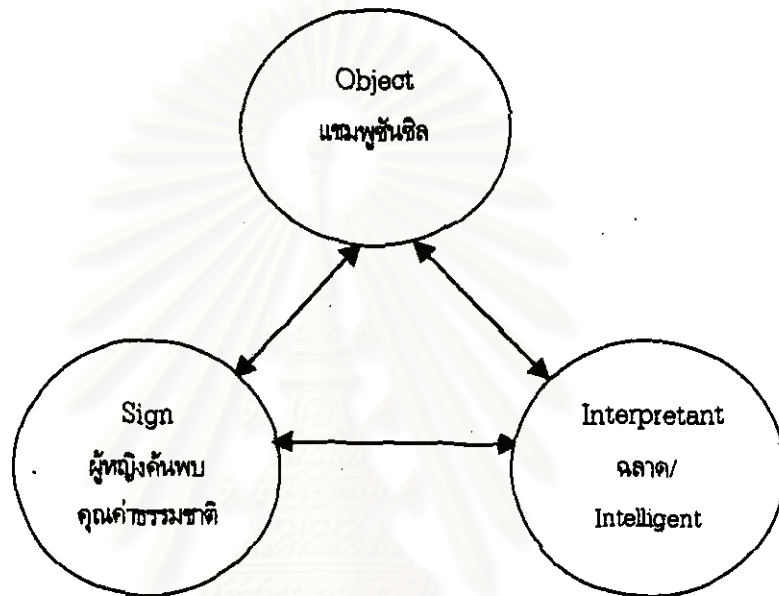 Object
แชมพูซันซิล
Sign
ผู้หญิงค้นพบ
คุณค่าธรรมชาติ
Interpretant
ฉลาด/
Intelligent